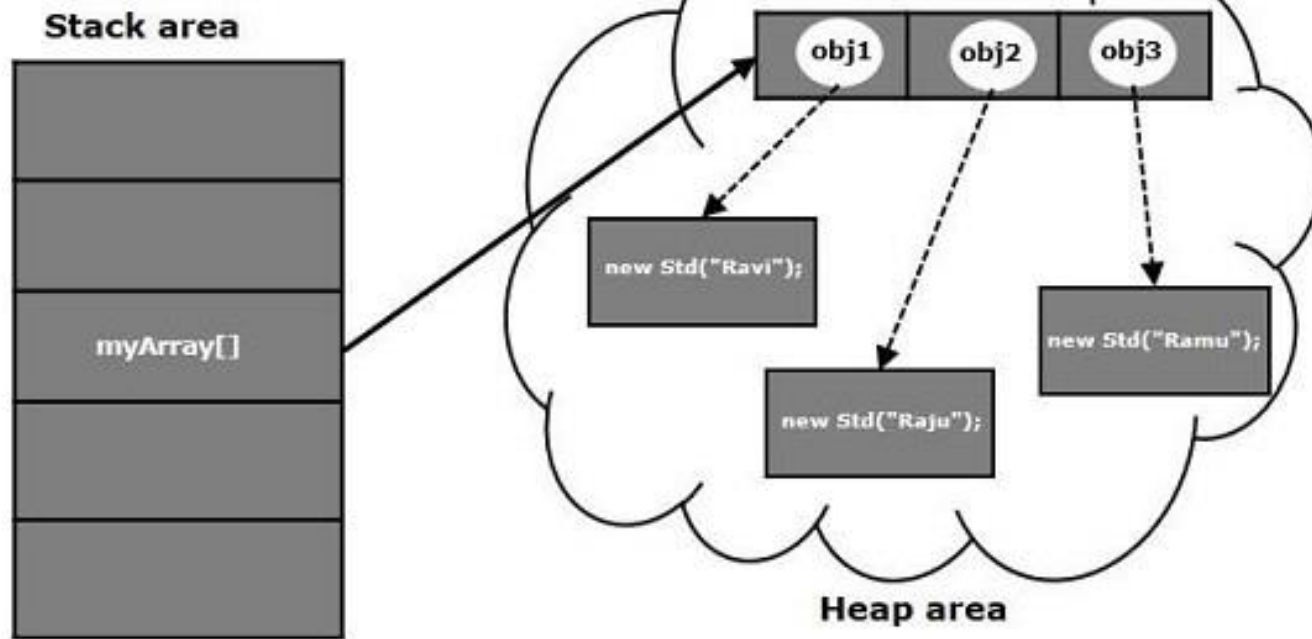 Stack area
myArray[]
obj1
obj2
obj3
new Std("Ravi");
new Std("Raju");
new Std("Ramu");
Heap area